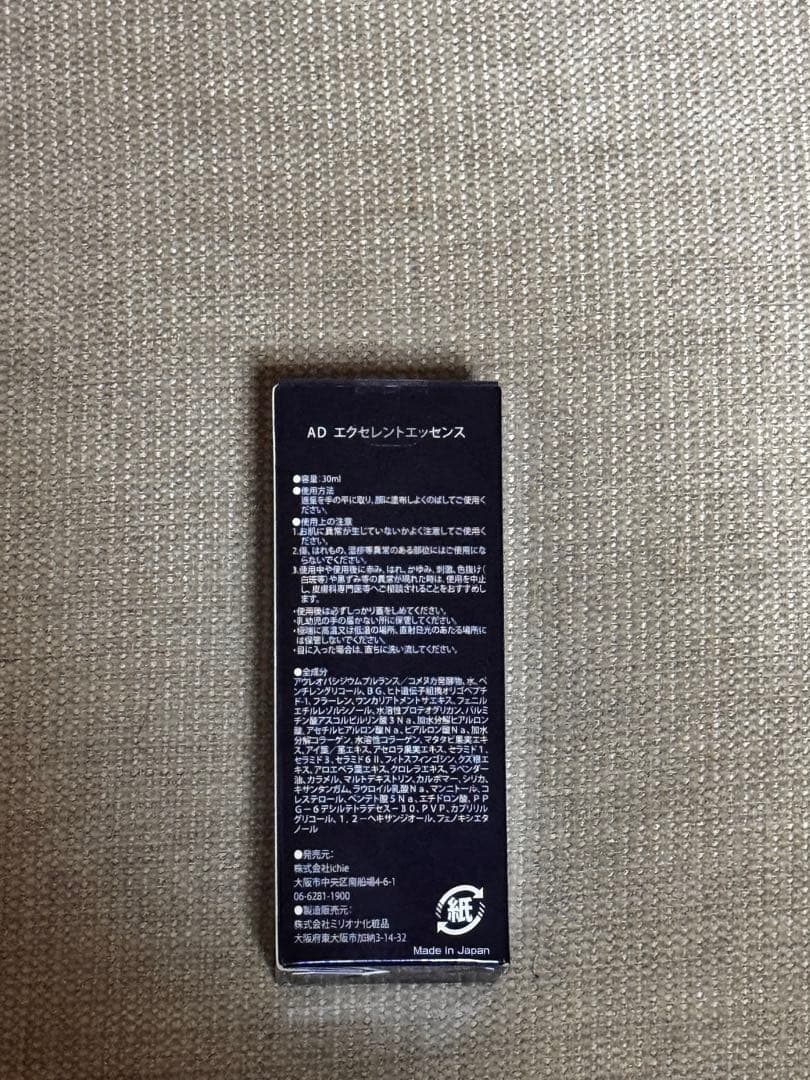 AD エクセレントエッセンス
●容量:30ml
●使用方法
適量を手の平に取り、顔に塗布しよくのばしてご使用く
ださい。
●使用上の注意
1.お肌に異常が生じていないかよく注意してご使用く
ださい。
2.傷、はれもの、湿疹等異常のある部位にはご使用にな
らないでください。
3.使用中や使用後に赤み、はれ、かゆみ、刺激、色抜け(
白斑等)や黒ずみ等の異常が現れた時は、使用を中止
し、皮膚科専門医等へご相談されることをおすすめし
ます。
・使用後は必ずしっかり蓋をしめてください。
・乳幼児の手の届かない所に保管してください。
・極端に高温又は低温の場所、直射日光のあたる場所に
は保管しないでください。
・目に入った場合は、直ちに洗い流してください。
●全成分
アウレオバシジウムプルランス/コメヌカ発酵物、水、ペ
ンチレングリコール、BG、ヒト遺伝子組換オリゴペプチ
ド-1、フラーレン、ウンカリアトメントサエキス、フェニル
エチルレゾルシノール、水溶性プロテオグリカン、パルミ
チン酸アスコルビルリン酸3Na、加水分解ヒアルロン
酸、アセチルヒアルロン酸Na、ヒアルロン酸Na、加水
分解コラーゲン、水溶性コラーゲン、マタタビ果実エキ
ス、アイ葉/茎エキス、アセロラ果実エキス、セラミド1、
セラミド3、セラミド6Ⅱ、フィトスフィンゴシン、クズ根エ
キス、アロエベラ葉エキス、クロレラエキス、ラベンダー
油、カラメル、マルトデキストリン、カルボマー、シリカ、
キサンタンガム、ラウロイル乳酸Na、マンニトール、コ
レステロール、ペンテト酸5Na、エチドロン酸、PP
G-6デシルテトラデセス-30、PVP、カプリリル
グリコール、1,2-ヘキサンジオール、フェノキシエタ
ノール
●発売元:
株式会社ichie
大阪市中央区南船場4-6-1
06-6281-1900
●製造販売元:
株式会社ミリオナ化粧品
大阪府東大阪市加納3-14-32
紙
Made in Japan